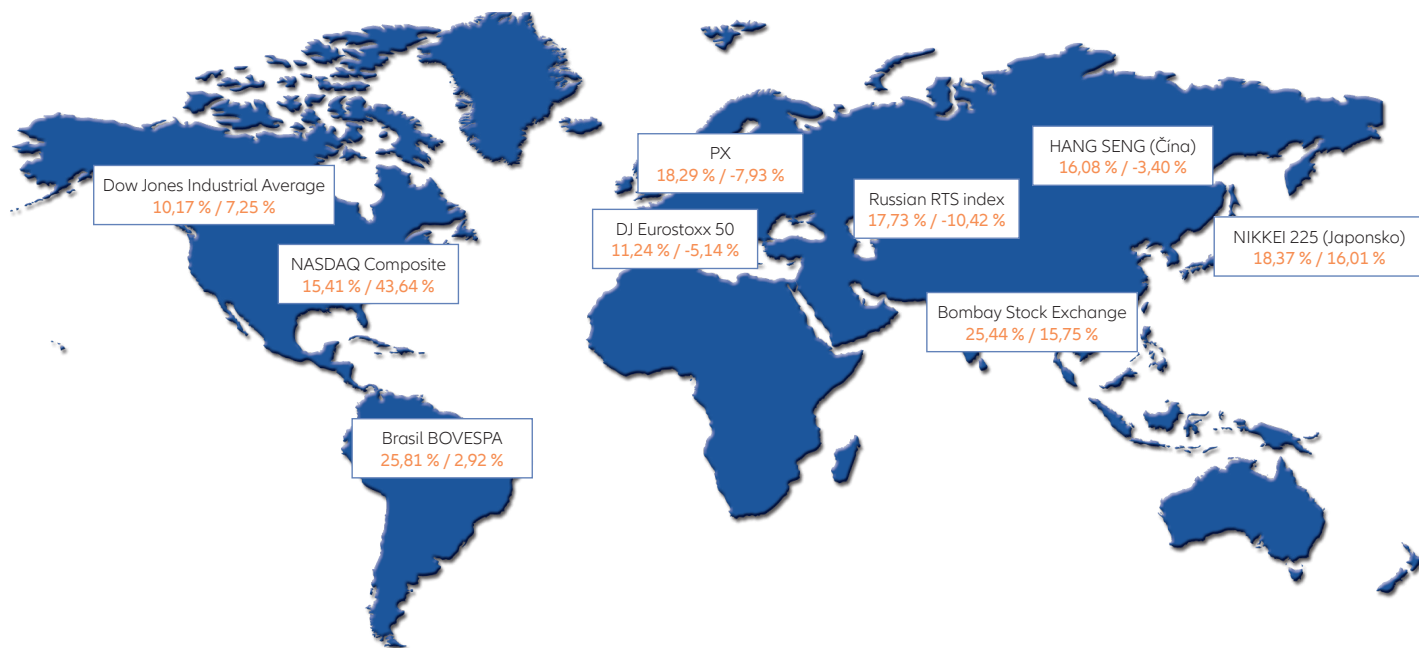 PX
18,29 % / -7,93 %
HANG SENG (Čína)
16,08 % / -3,40 %
Dow Jones Industrial Average
10,17 % / 7,25 %
Russian RTS index
17,73 % / -10,42 %
DJ Eurostoxx 50
11,24 % / -5,14 %
NIKKEI 225 (Japonsko)
18,37 % / 16,01 %
NASDAQ Composite
15,41 % / 43,64 %
Bombay Stock Exchange
25,44 % / 15,75 %
Brasil BOVESPA
25,81 % / 2,92 %